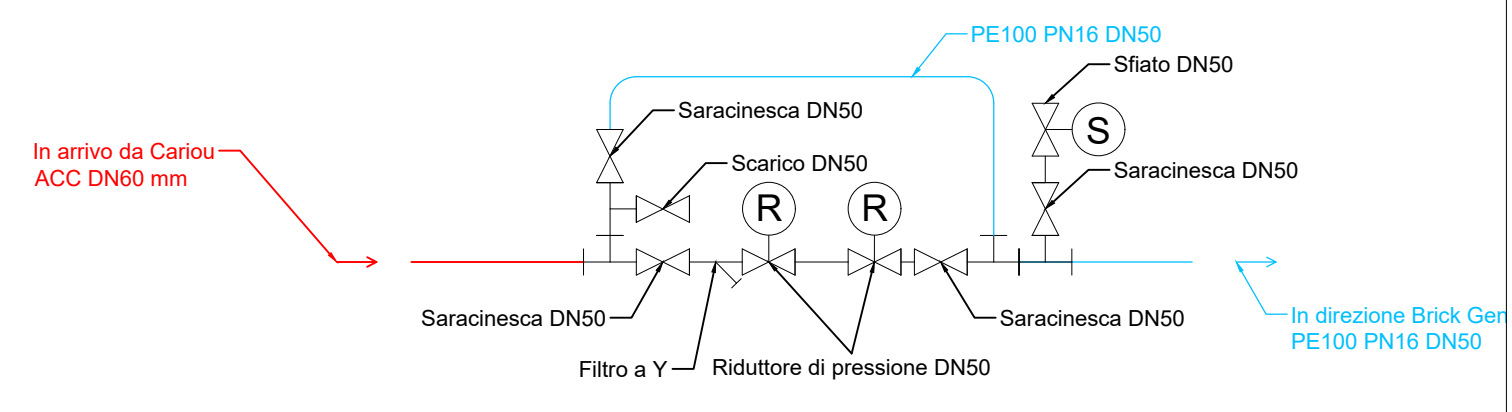 PE100 PN16 DN50
Sfiato DN50
Saracinesca DN50
S
In arrivo da Cariou
ACC DN60 mm
Scarico DN50
Saracinesca DN50
R
R
Saracinesca DN50
Saracinesca DN50
In direzione Brick Gen
PE100 PN16 DN50
Filtro a Y
Riduttore di pressione DN50